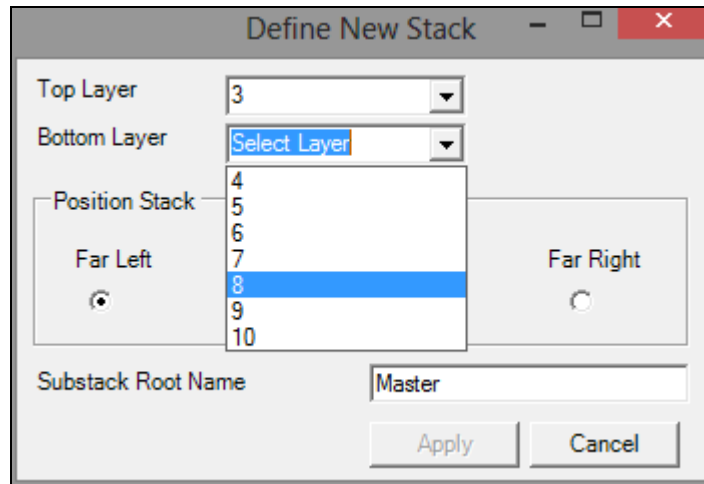 Define New Stack
Top Layer 3
Bottom Layer Select Layer
4
5
Position Stack
6
7
Far Left Far Right
8
9
10
Substack Root Name Master
Apply Cancel